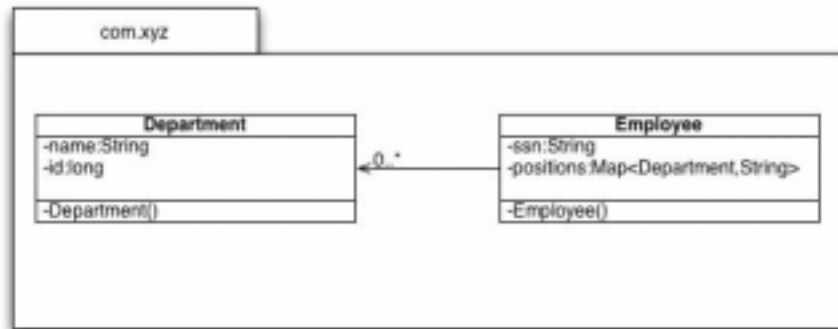 com.xyz
Department
-name:String
-id:long
-Department()
0..*
Employee
-ssn:String
-positions:Map<Department,String>
-Employee()